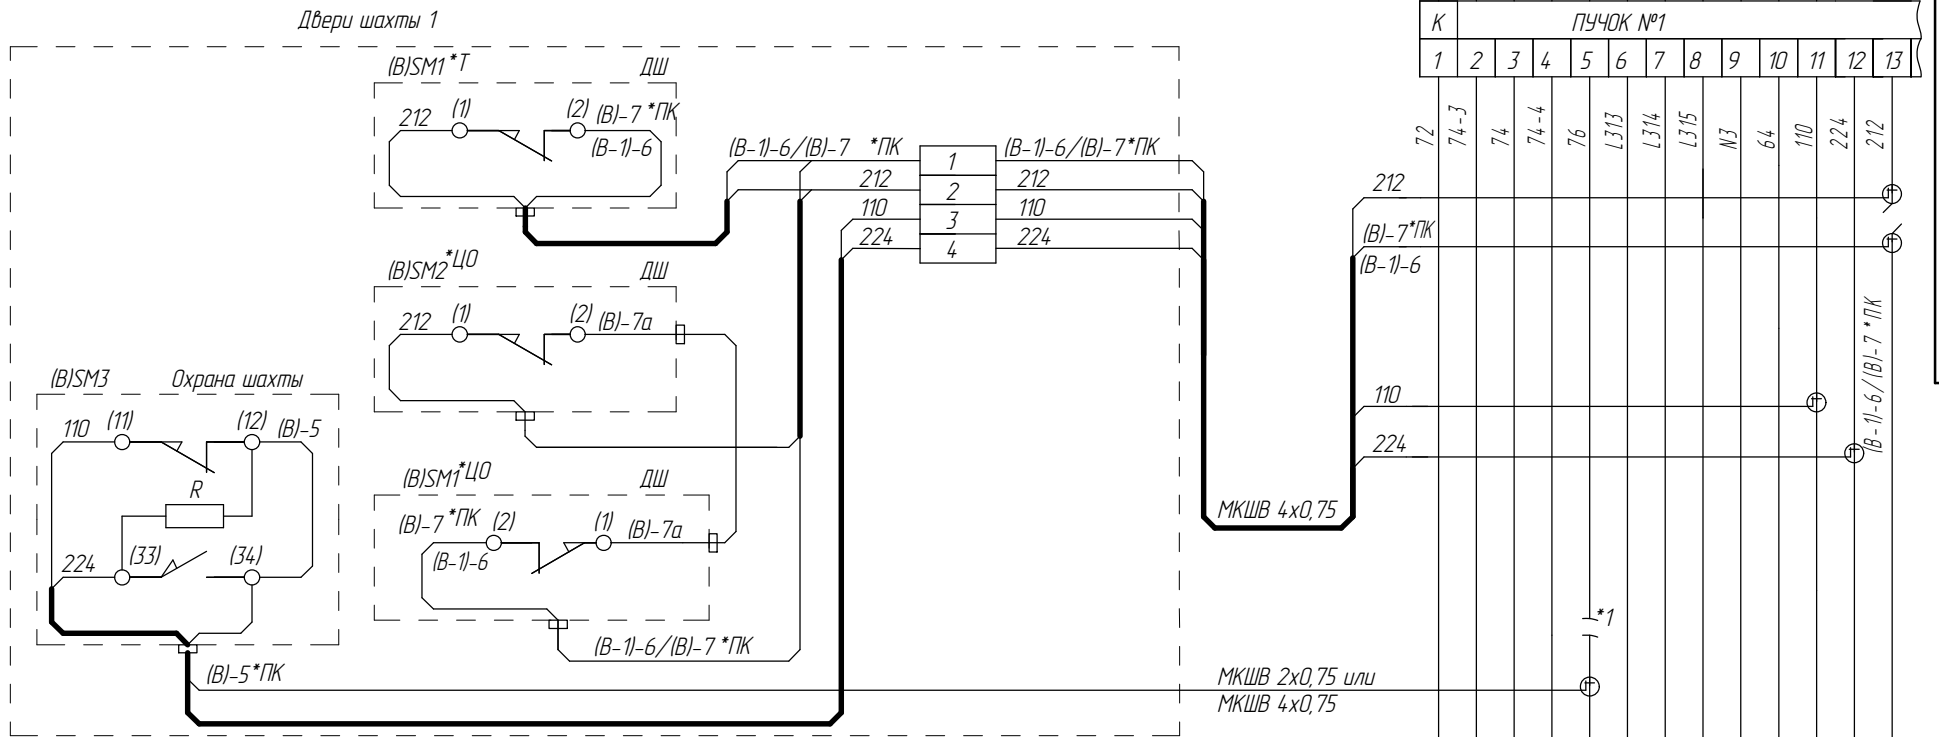 Двери шахты 1
К ПУЧОК №1
1 2 3 4 5 6 7 8 9 10 11 12 13
72 74-3 74 74-4 76 L313 L314 L315 N3 64 110 224 212
(В)SM1 *Т ДШ
212 (1) (2) (В)-7 *ПК
(В-1)-6
(В-1)-6/(В)-7 *ПК 1 (В-1)-6/(В)-7*ПК
212 2 212
110 3 110
224 4 224
212
(В)-7*ПК
(В-1)-6
(В)SM2*ЦО ДШ
212 (1) (2) (В)-7а
(В-1)-6/(В)-7 *ПК
(В)SM3 Охрана шахты
110 (11) (12) (В)-5
R
224 (33) (34)
110
224
(В)SM1*ЦО ДШ
(В)-7 *ПК (2) (1) (В)-7а
(В-1)-6
МКШВ 4х0,75
*1
(В-1)-6/(В)-7 *ПК
(В)-5*ПК
МКШВ 2х0,75 или
МКШВ 4х0,75